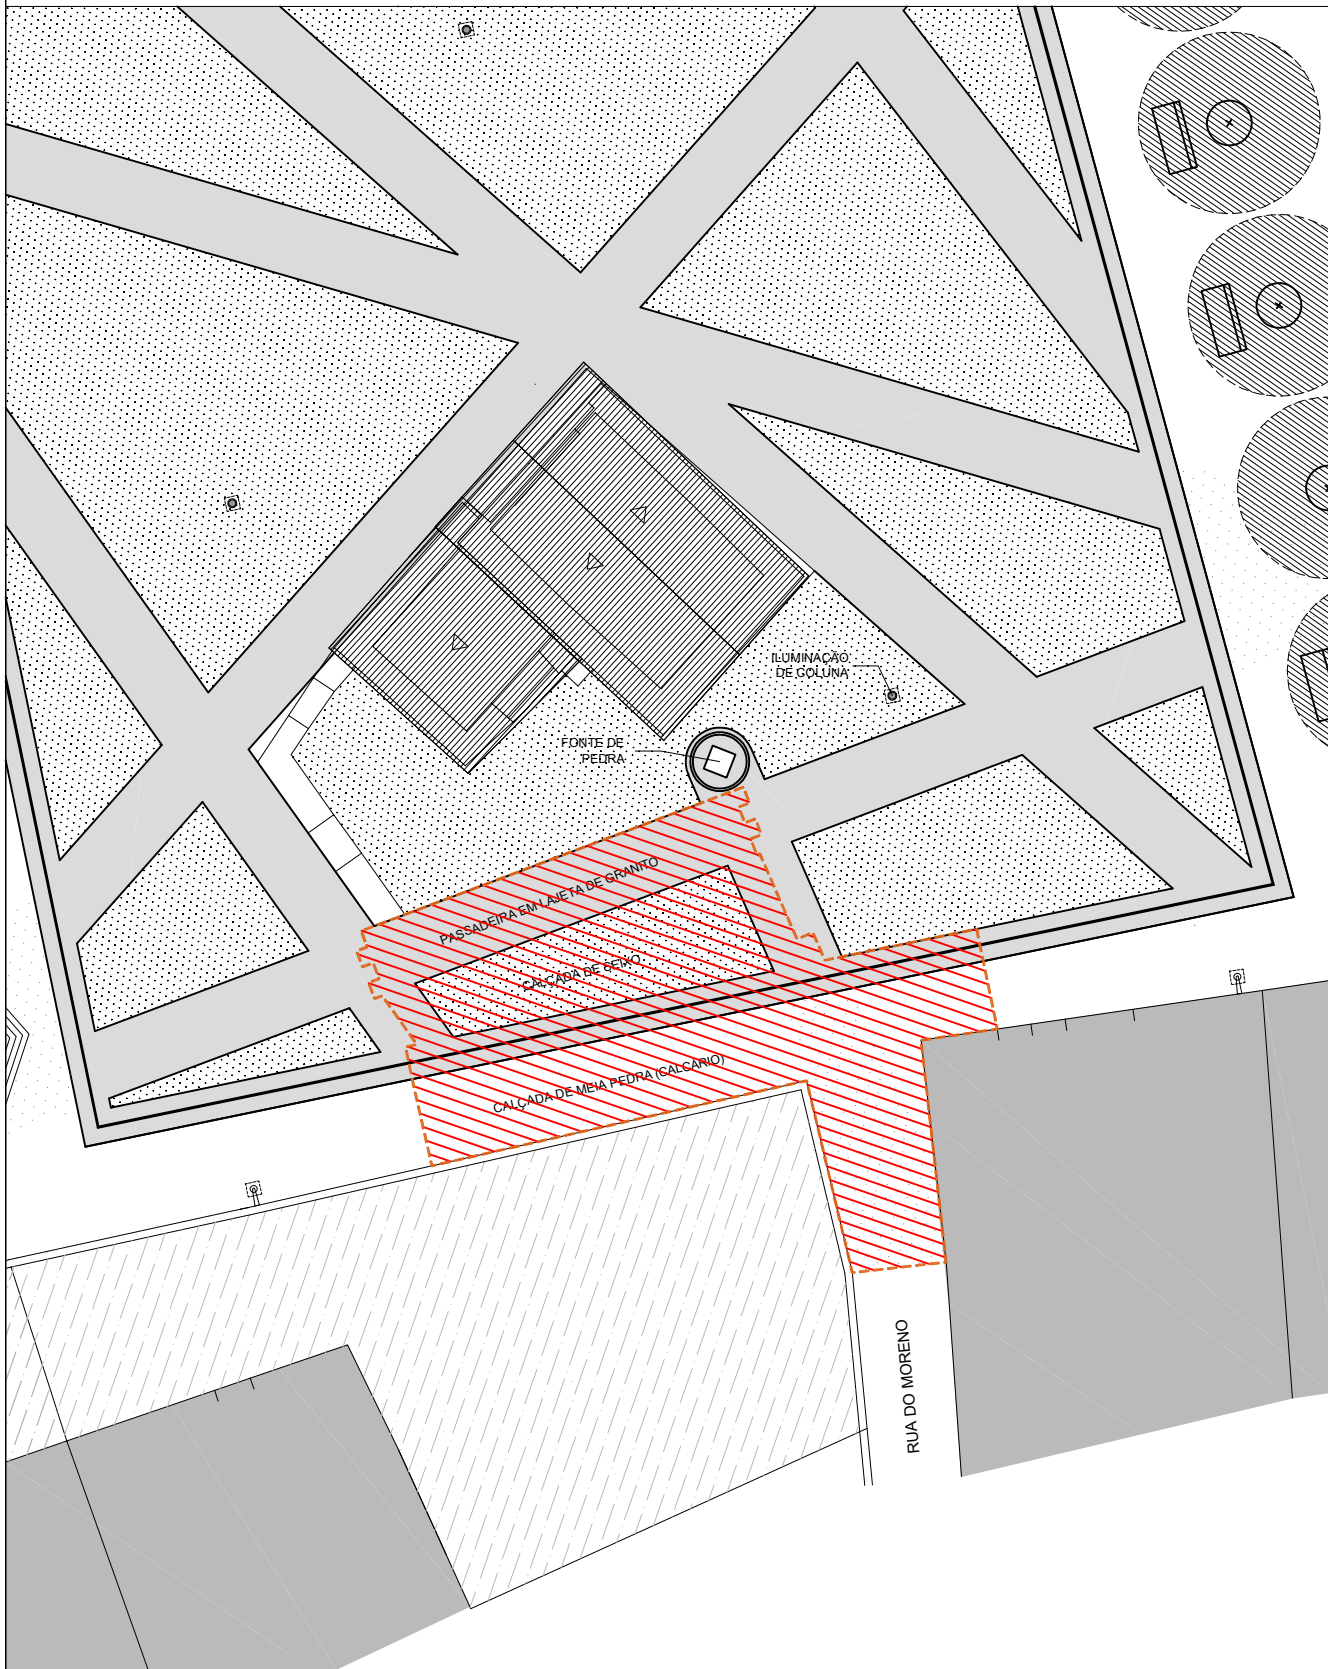 ILUMINAÇÃO
DE COLUNA
FONTE DE
PEDRA
PASSADEIRA EM LAJETA DE GRANITO
CALÇADA DE SEIXO
CALÇADA DE MEIA PEDRA (CALCÁRIO)
RUA DO MORENO